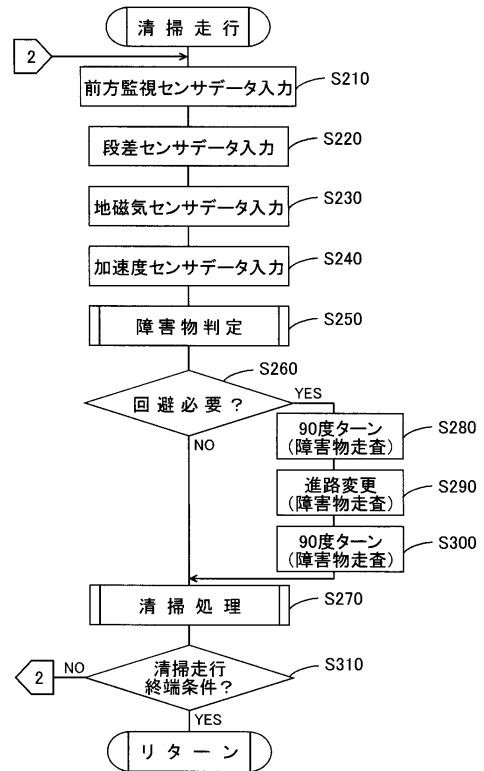 清掃走行
2
前方監視センサデータ入力
S210
段差センサデータ入力
S220
地磁気センサデータ入力
S230
加速度センサデータ入力
S240
障害物判定
S250
S260
回避必要？
YES
NO
90度ターン
(障害物走査)
S280
進路変更
(障害物走査)
S290
90度ターン
(障害物走査)
S300
清掃処理
S270
2
NO
清掃走行
終端条件？
S310
YES
リターン